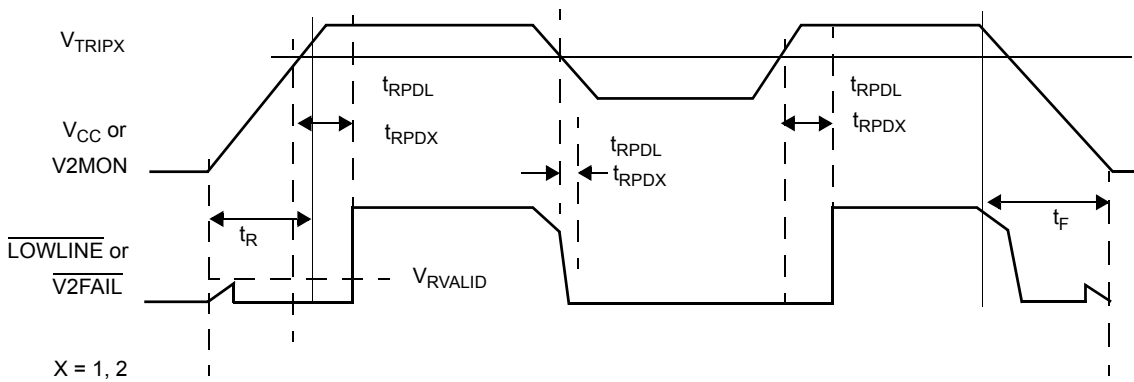 VTRIPX
tRPDL
tRPDX
tRPDL
tRPDX
tRPDL
tRPDX
VCC or
V2MON
tR
tF
LOWLINE or
V2FAIL
VRVALID
X = 1, 2